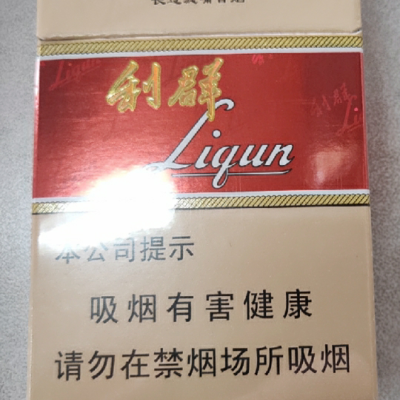 利群
Liqun
本公司提示
吸烟有害健康
请勿在禁烟场所吸烟